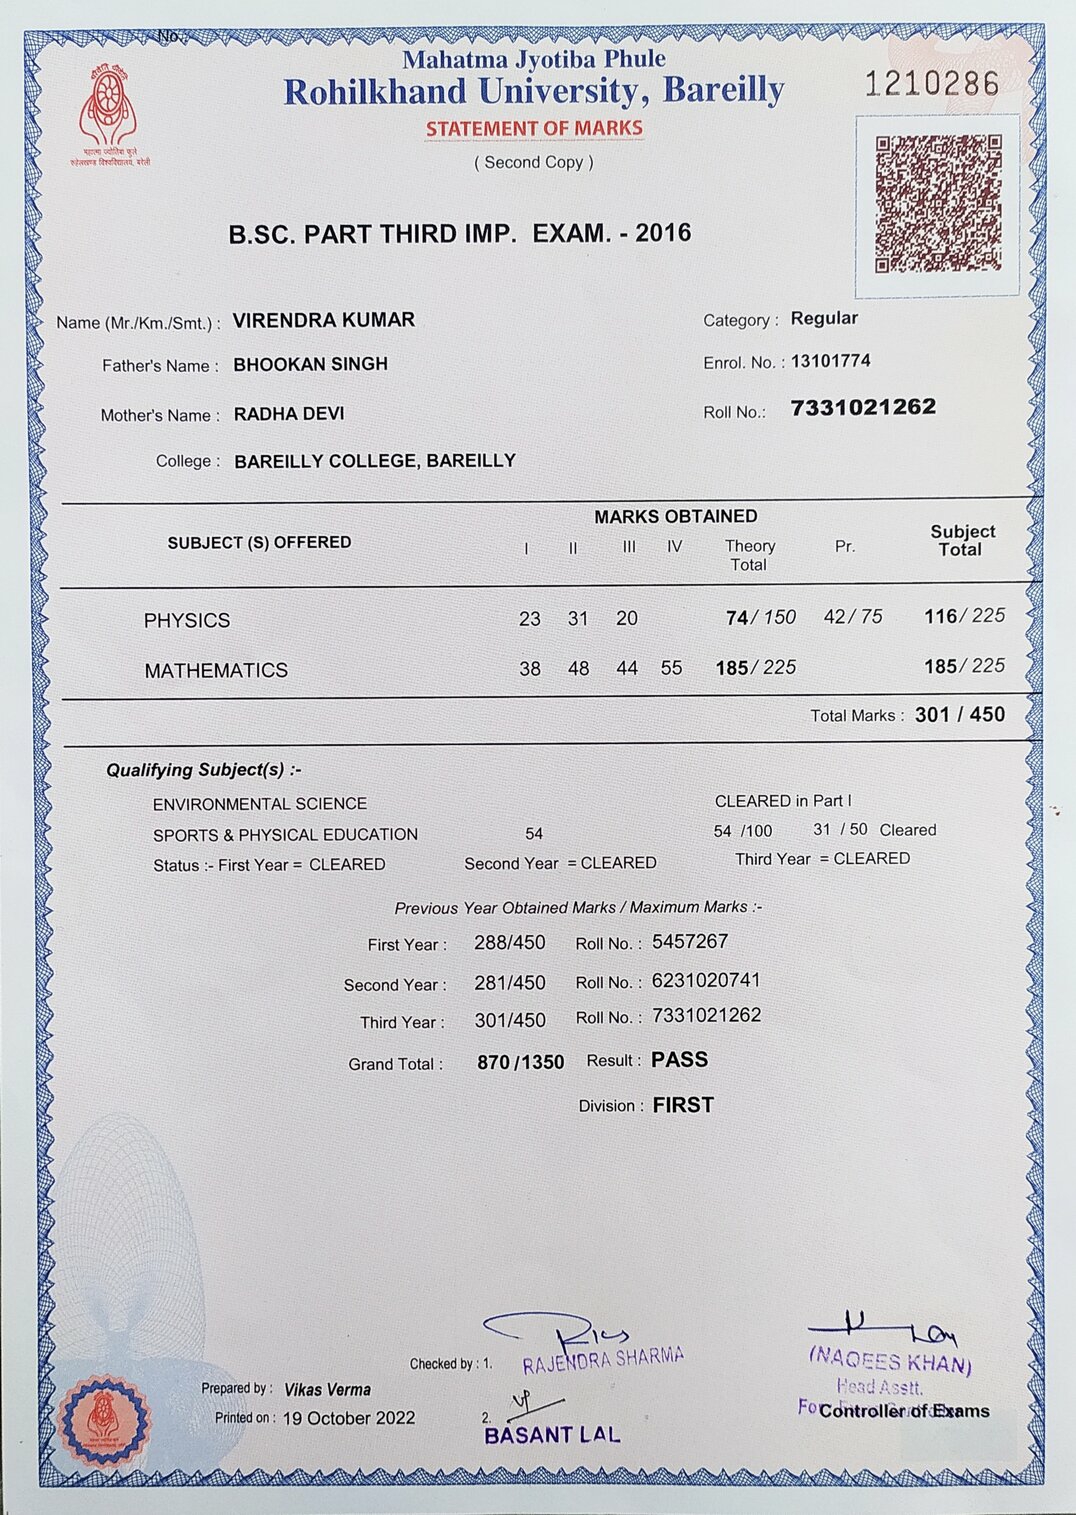 No.
Mahatma Jyotiba Phule
Rohilkhand University, Bareilly
1210286
STATEMENT OF MARKS
( Second Copy )
महात्मा ज्योतिबा फुले
रुहेलखण्ड विश्वविद्यालय, बरेली
B.SC. PART THIRD IMP. EXAM. - 2016
Name (Mr./Km./Smt.) : VIRENDRA KUMAR Category : Regular
Father's Name : BHOOKAN SINGH Enrol. No. : 13101774
Mother's Name : RADHA DEVI Roll No.: 7331021262
College : BAREILLY COLLEGE, BAREILLY
MARKS OBTAINED
SUBJECT (S) OFFERED I II III IV Theory Total Pr. Subject Total
PHYSICS 23 31 20 74/ 150 42/ 75 116/ 225
MATHEMATICS 38 48 44 55 185/ 225 185/ 225
Total Marks : 301 / 450
Qualifying Subject(s) :-
ENVIRONMENTAL SCIENCE CLEARED in Part I
SPORTS & PHYSICAL EDUCATION 54 54 /100 31 / 50 Cleared
Status :- First Year = CLEARED Second Year = CLEARED Third Year = CLEARED
Previous Year Obtained Marks / Maximum Marks :-
First Year : 288/450 Roll No. : 5457267
Second Year : 281/450 Roll No. : 6231020741
Third Year : 301/450 Roll No. : 7331021262
Grand Total : 870/1350 Result : PASS
Division : FIRST
Checked by : 1. RAJENDRA SHARMA
(NAQEES KHAN)
Head Asstt.
For Controller of Exams
Prepared by : Vikas Verma
Printed on : 19 October 2022
2. BASANT LAL